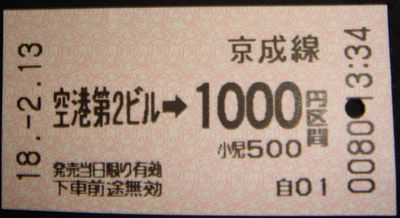 京成線
空港第2ビル➡1000円区間
小児500
発売当日限り有効
下車前途無効
自01
18.-2.13
0080 13:34